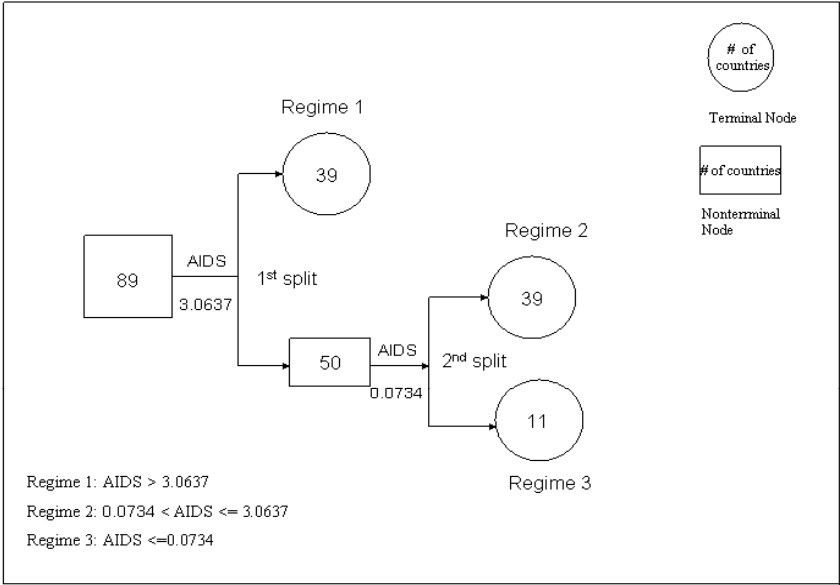 # of
countries
Terminal Node
# of countries
Nonterminal
Node
Regime 1
39
89
AIDS
3.0637
1st split
Regime 2
39
50
AIDS
0.0734
2nd split
11
Regime 3
Regime 1: AIDS > 3.0637
Regime 2: 0.0734 < AIDS <= 3.0637
Regime 3: AIDS <=0.0734